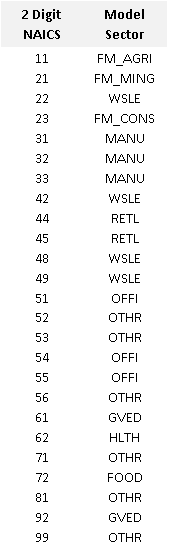 2 Digit Model
NAICS Sector
11 FM_AGRI
21 FM_MING
22 WSLE
23 FM_CONS
31 MANU
32 MANU
33 MANU
42 WSLE
44 RETL
45 RETL
48 WSLE
49 WSLE
51 OFFI
52 OTHR
53 OTHR
54 OFFI
55 OFFI
56 OTHR
61 GVED
62 HLTH
71 OTHR
72 FOOD
81 OTHR
92 GVED
99 OTHR